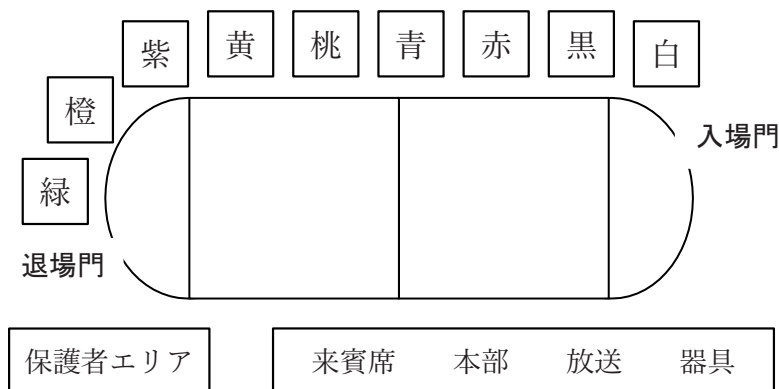 紫 黄 桃 青 赤 黒 白
橙
入場門
緑
退場門
保護者エリア
来賓席 本部 放送 器具